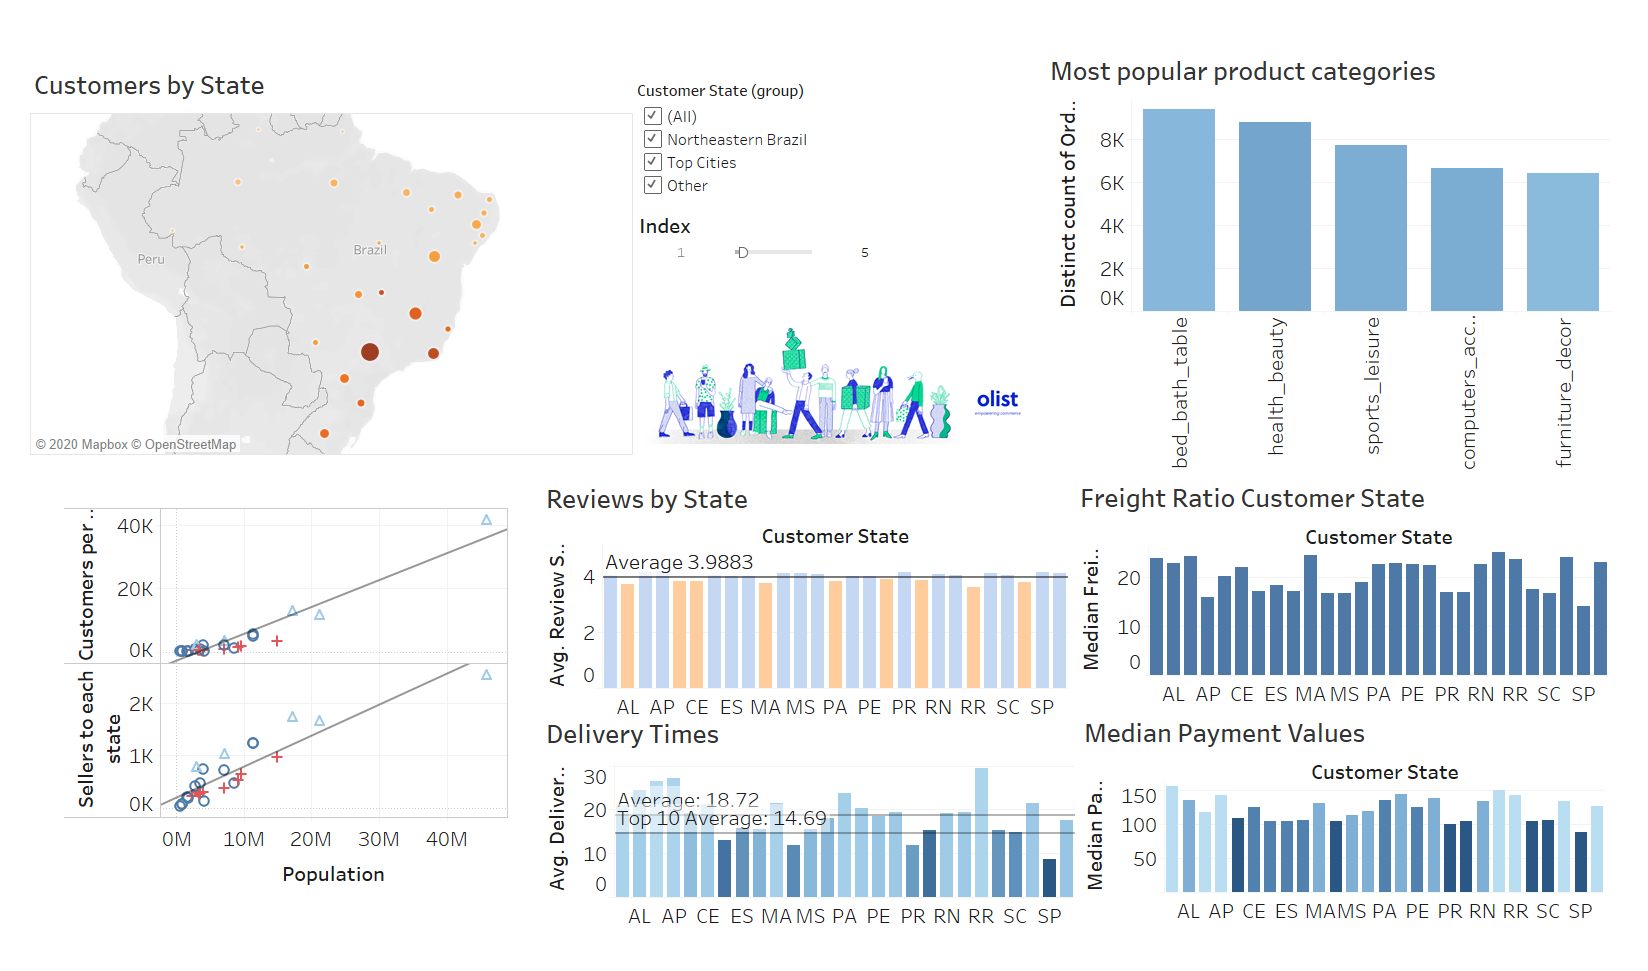 Customers by State
Peru
Brazil
© 2020 Mapbox © OpenStreetMap
Customer State (group)
(All)
Northeastern Brazil
Top Cities
Other
Index
1
5
olist
empowering commerce
Most popular product categories
Distinct count of Ord..
8K
6K
4K
2K
0K
bed_bath_table
health_beauty
sports_leisure
computers_acc..
furniture_decor
Customers per ..
40K
20K
0K
Sellers to each
state
2K
1K
0K
0M 10M 20M 30M 40M
Population
Reviews by State
Customer State
Avg. Review S..
Average 3.9883
4
2
0
AL AP CE ES MA MS PA PE PR RN RR SC SP
Freight Ratio Customer State
Customer State
Median Frei..
20
10
0
AL AP CE ES MA MS PA PE PR RN RR SC SP
Delivery Times
Avg. Deliver..
30
20
10
0
Average: 18.72
Top 10 Average: 14.69
AL AP CE ES MA MS PA PE PR RN RR SC SP
Median Payment Values
Customer State
Median Pa..
150
100
50
AL AP CE ES MA MS PA PE PR RN RR SC SP